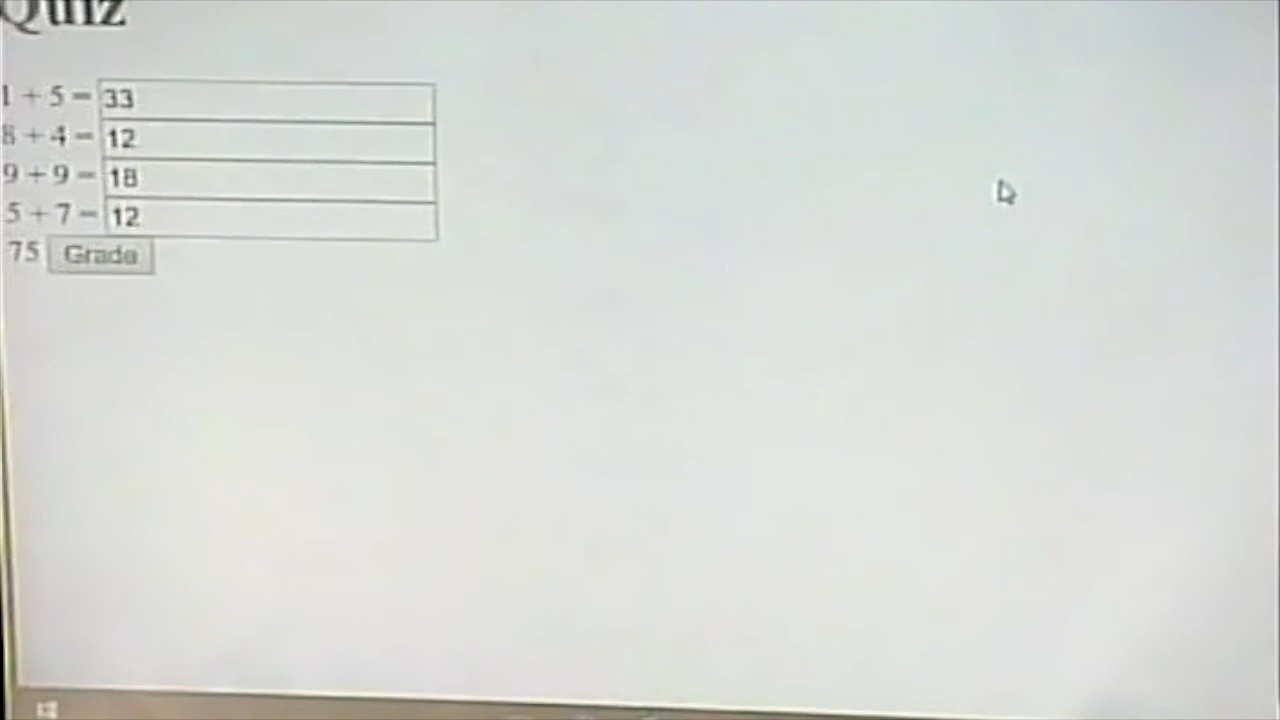 Quiz
1 + 5 = 33
8 + 4 = 12
9 + 9 = 18
5 + 7 = 12
75 Grade